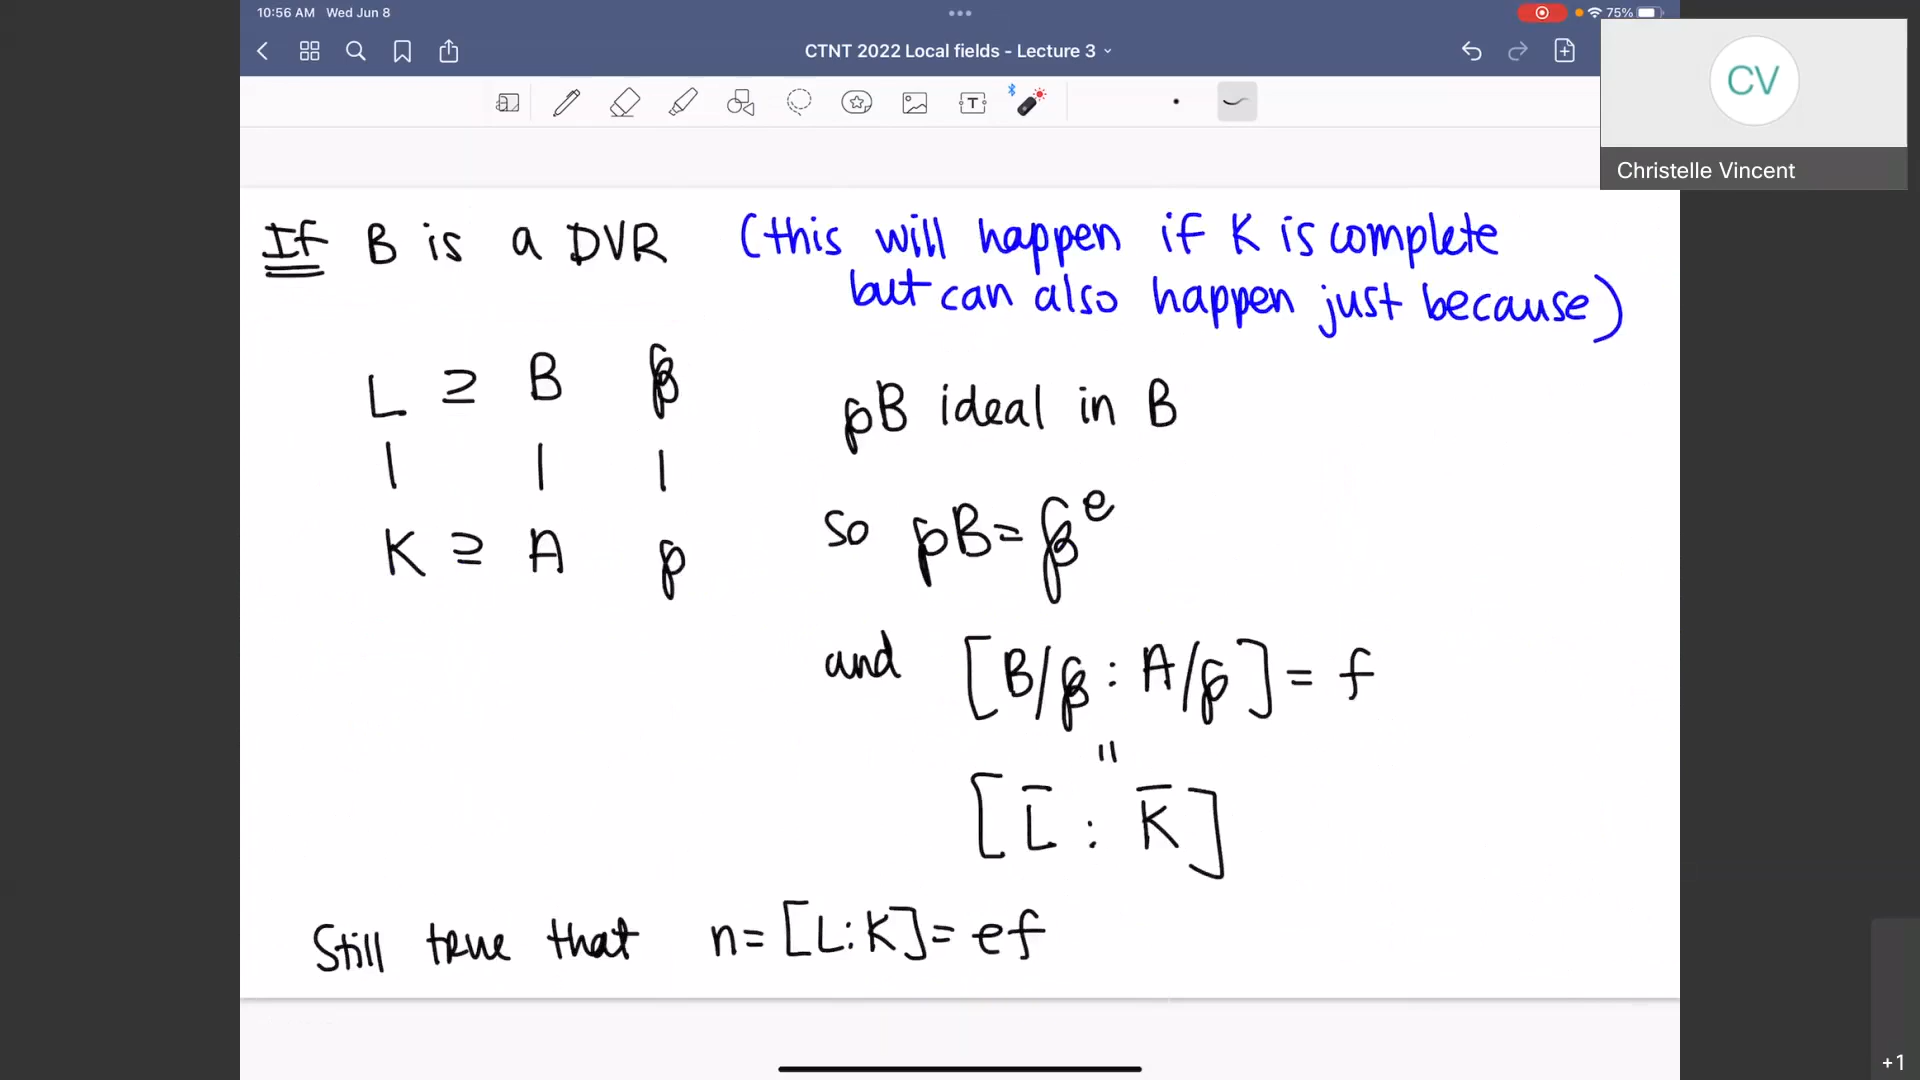 10:56 AM Wed Jun 8
75%
CTNT 2022 Local fields - Lecture 3
CV
Christelle Vincent
If B is a DVR (this will happen if K is complete
but can also happen just because)
L ⊇ B 𝔓
| | |
K ⊇ A 𝔭
𝔭B ideal in B
so 𝔭B = 𝔓^e
and [B/𝔓 : A/𝔭] = f
"
[L̅ : K̅]
Still true that n = [L:K] = ef
+1